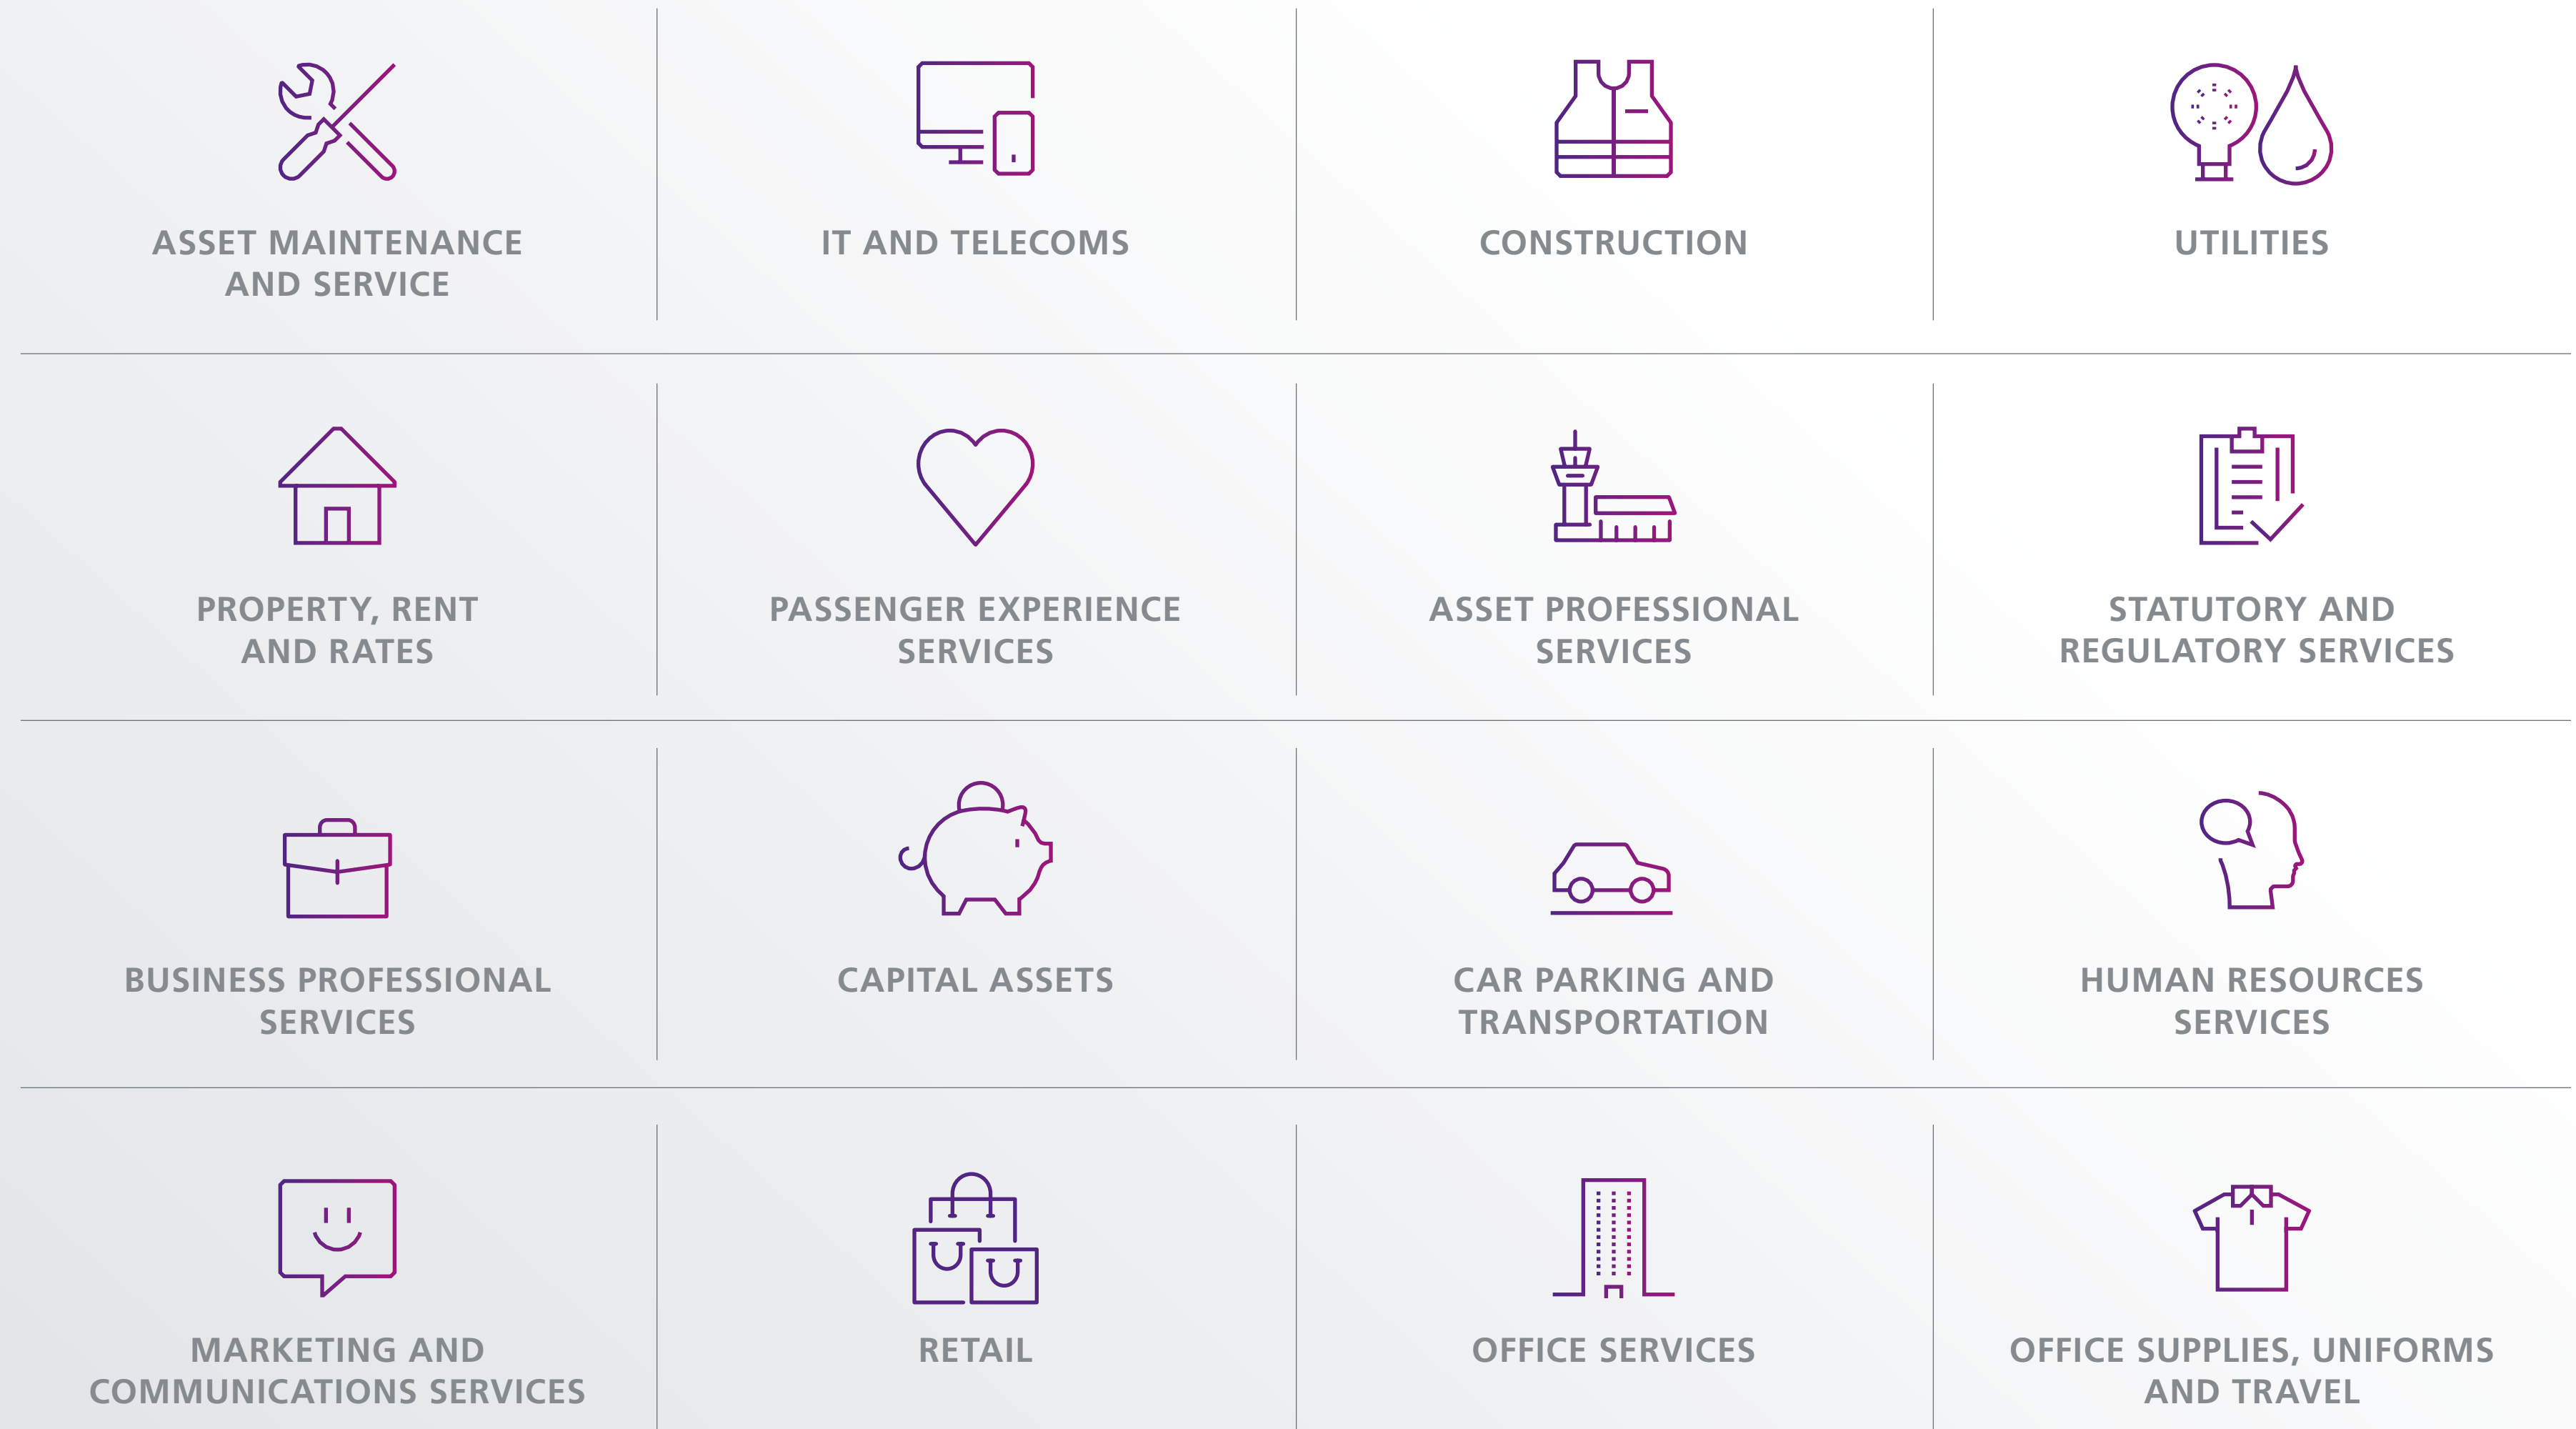 ASSET MAINTENANCE
AND SERVICE
IT AND TELECOMS
CONSTRUCTION
UTILITIES
PROPERTY, RENT
AND RATES
PASSENGER EXPERIENCE
SERVICES
ASSET PROFESSIONAL
SERVICES
STATUTORY AND
REGULATORY SERVICES
BUSINESS PROFESSIONAL
SERVICES
CAPITAL ASSETS
CAR PARKING AND
TRANSPORTATION
HUMAN RESOURCES
SERVICES
MARKETING AND
COMMUNICATIONS SERVICES
RETAIL
OFFICE SERVICES
OFFICE SUPPLIES, UNIFORMS
AND TRAVEL